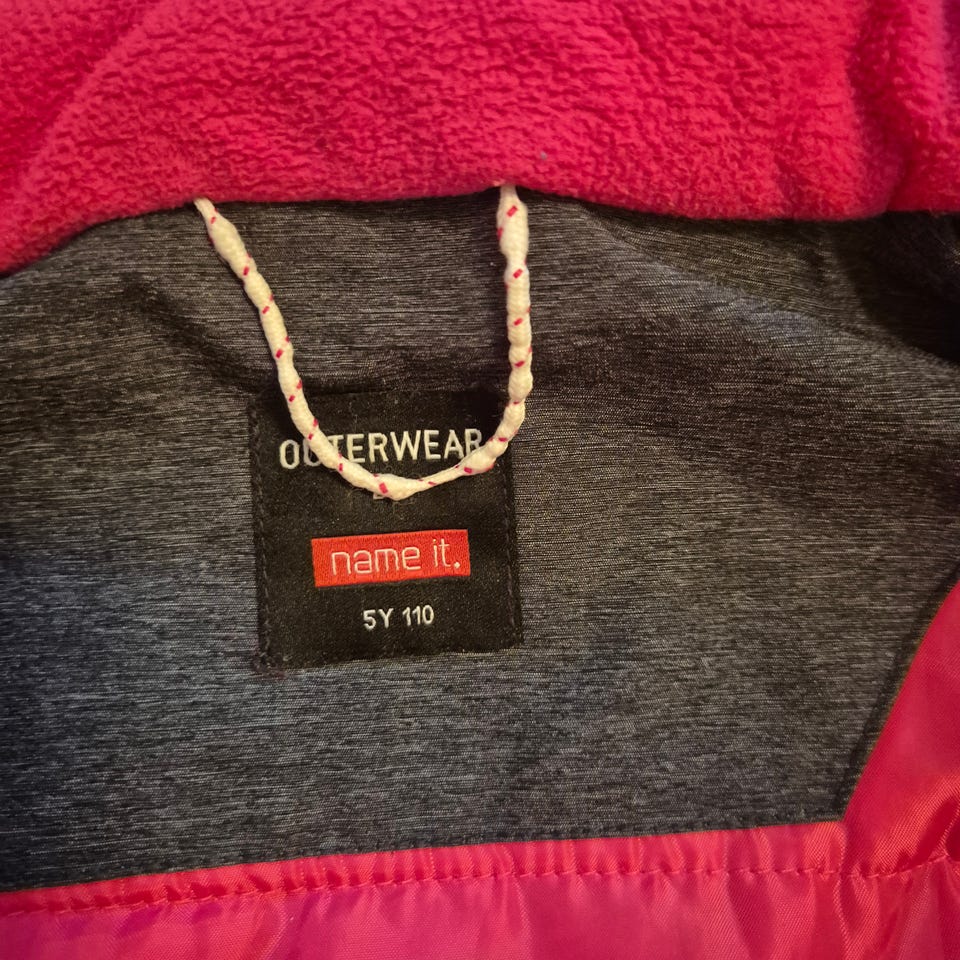 OUTERWEAR
name it.
5Y 110